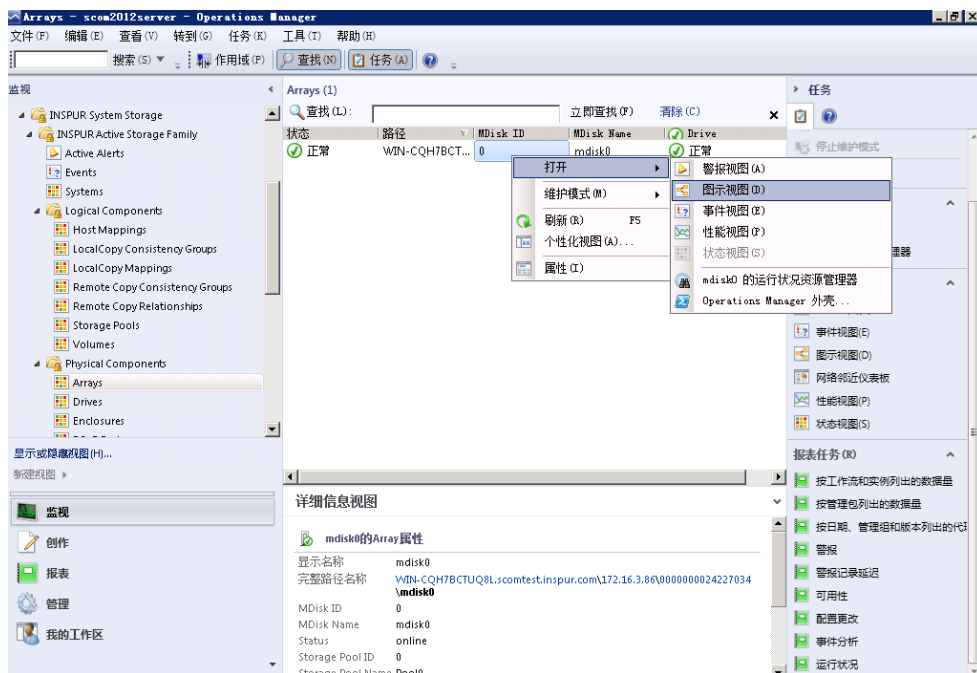 Arrays - scom2012server - Operations Manager
文件(F) 编辑(E) 查看(V) 转到(G) 任务(K) 工具(T) 帮助(H)
搜索(S) 作用域(P) 查找(N) 任务(A)
监视
INSPUR System Storage
INSPUR Active Storage Family
Active Alerts
Events
Systems
Logical Components
Host Mappings
LocalCopy Consistency Groups
LocalCopy Mappings
Remote Copy Consistency Groups
Remote Copy Relationships
Storage Pools
Volumes
Physical Components
Arrays
Drives
Enclosures
显示或隐藏视图(H)...
新建视图
监视
创作
报表
管理
我的工作区
Arrays (1)
查找(L): 立即查找(F) 清除(C)
状态 路径 MDisk ID MDisk Name Drive
正常 WIN-CQH7BCT... 0 mdisk0 正常
打开
维护模式(M)
刷新(R) F5
个性化视图(A)...
属性(I)
警报视图(A)
图示视图(D)
事件视图(E)
性能视图(P)
状态视图(S)
mdisk0 的运行状况资源管理器
Operations Manager 外壳...
详细信息视图
mdisk0的Array属性
显示名称 mdisk0
完整路径名称 WIN-CQH7BCTUQ8L.scomtest.inspur.com\172.16.3.86\0000000024227034
\mdisk0
MDisk ID 0
MDisk Name mdisk0
Status online
Storage Pool ID 0
Storage Pool Name Pool0
任务
停止维护模式
理器
事件视图(E)
图示视图(D)
网络邻近仪表板
性能视图(P)
状态视图(S)
报表任务(R)
按工作流和实例列出的数据量
按管理包列出的数据量
按日期、管理组和版本列出的代理
警报
警报记录延迟
可用性
配置更改
事件分析
运行状况